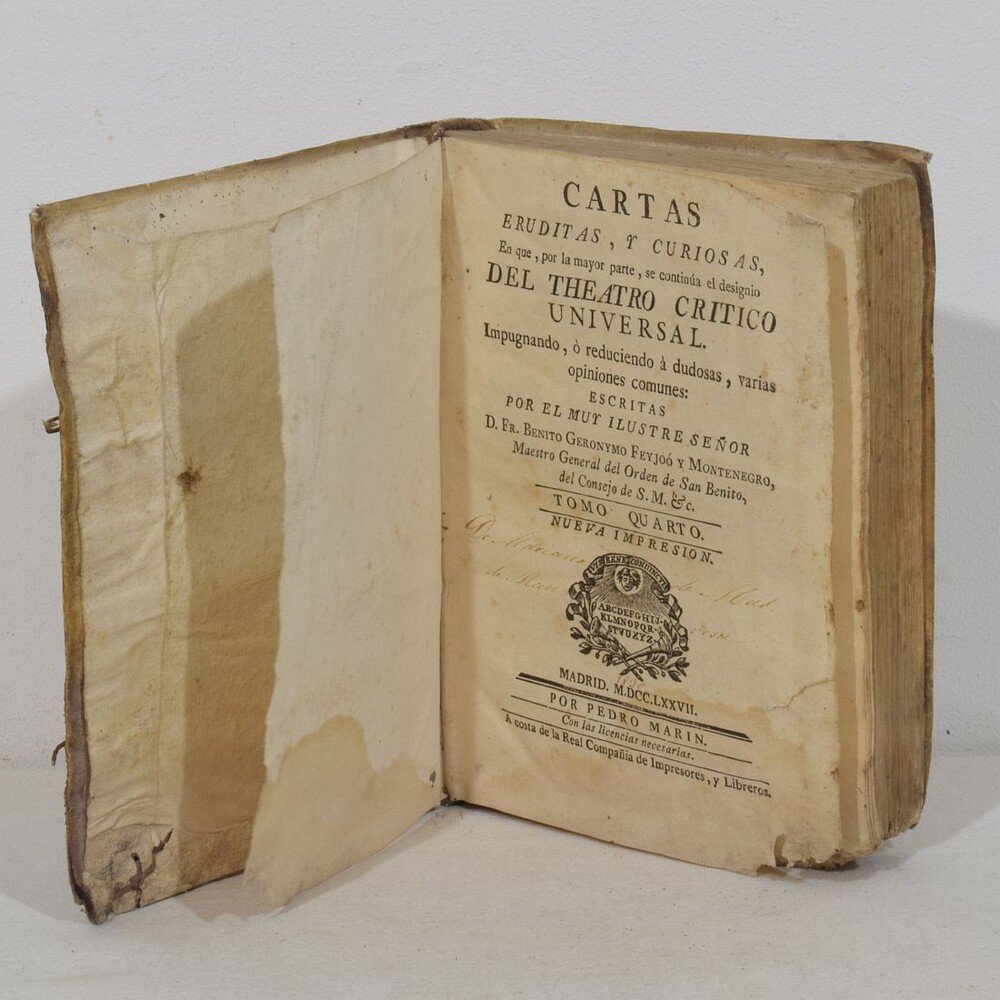 CARTAS
ERUDITAS, Y CURIOSAS,
En que, por la mayor parte, se continúa el designio
DEL THEATRO CRITICO
UNIVERSAL.
Impugnando, ò reduciendo à dudosas, varias
opiniones comunes:
ESCRITAS
POR EL MUY ILUSTRE SEÑOR
D. FR. BENITO GERONYMO FEYJOÓ Y MONTENEGRO,
Maestro General del Orden de San Benito,
del Consejo de S. M. &c.
TOMO QUARTO.
NUEVA IMPRESION.
De Mariano
ABCDEFGHIJ-
KLMNOPQR-
STVUXYZ-
MADRID. M.DCC.LXXVII.
POR PEDRO MARIN.
Con las licencias necesarias.
A costa de la Real Compañia de Impresores, y Libreros.